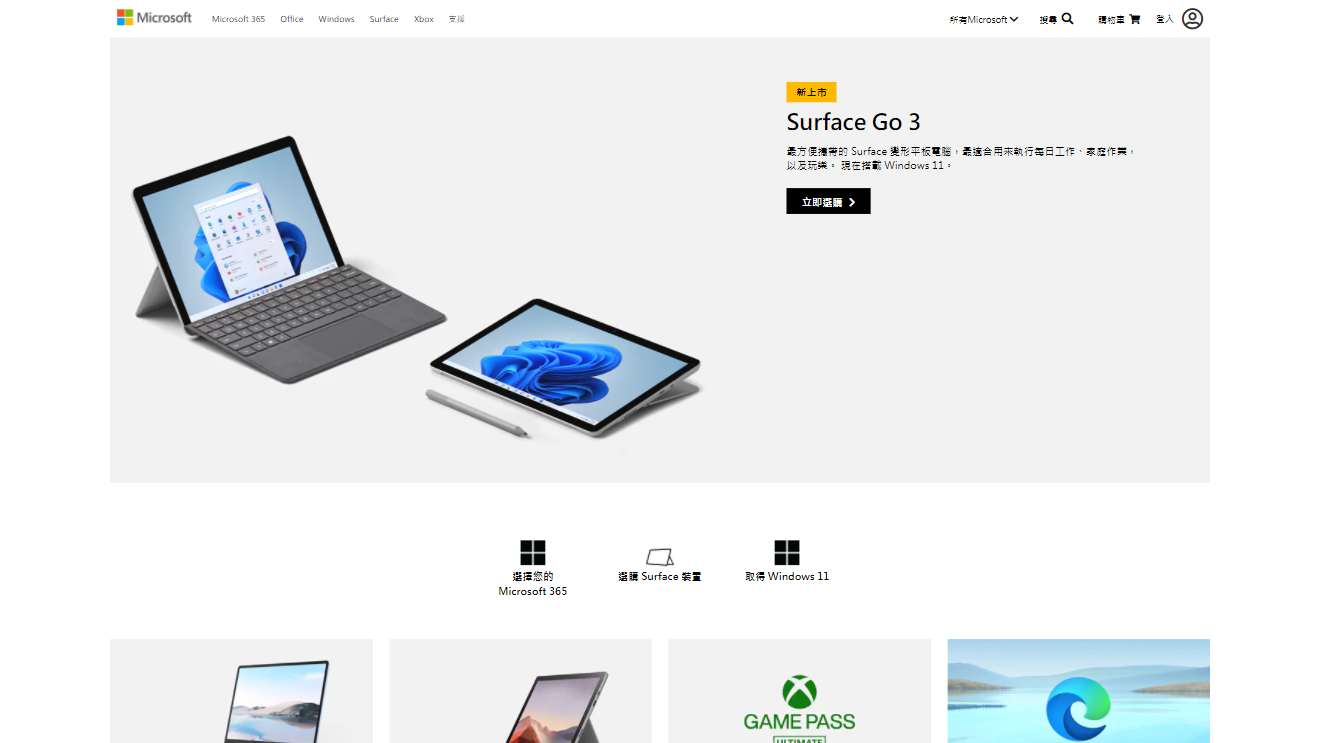 Microsoft
Microsoft 365 Office Windows Surface Xbox 支援
所有Microsoft 搜尋 購物車 登入
新上市
Surface Go 3
最方便攜帶的 Surface 變形平板電腦，最適合用來執行每日工作、家庭作業，
以及玩樂。 現在搭載 Windows 11。
立即選購
選擇您的
Microsoft 365
選購 Surface 裝置
取得 Windows 11
GAME PASS
ULTIMATE